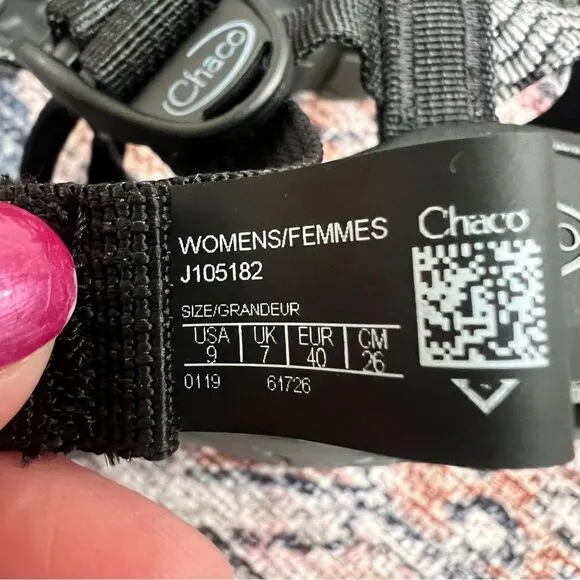 Chaco
WOMENS/FEMMES
J105182
Chaco
SIZE/GRANDEUR
USA UK EUR CM
9 7 40 26
0119 61726